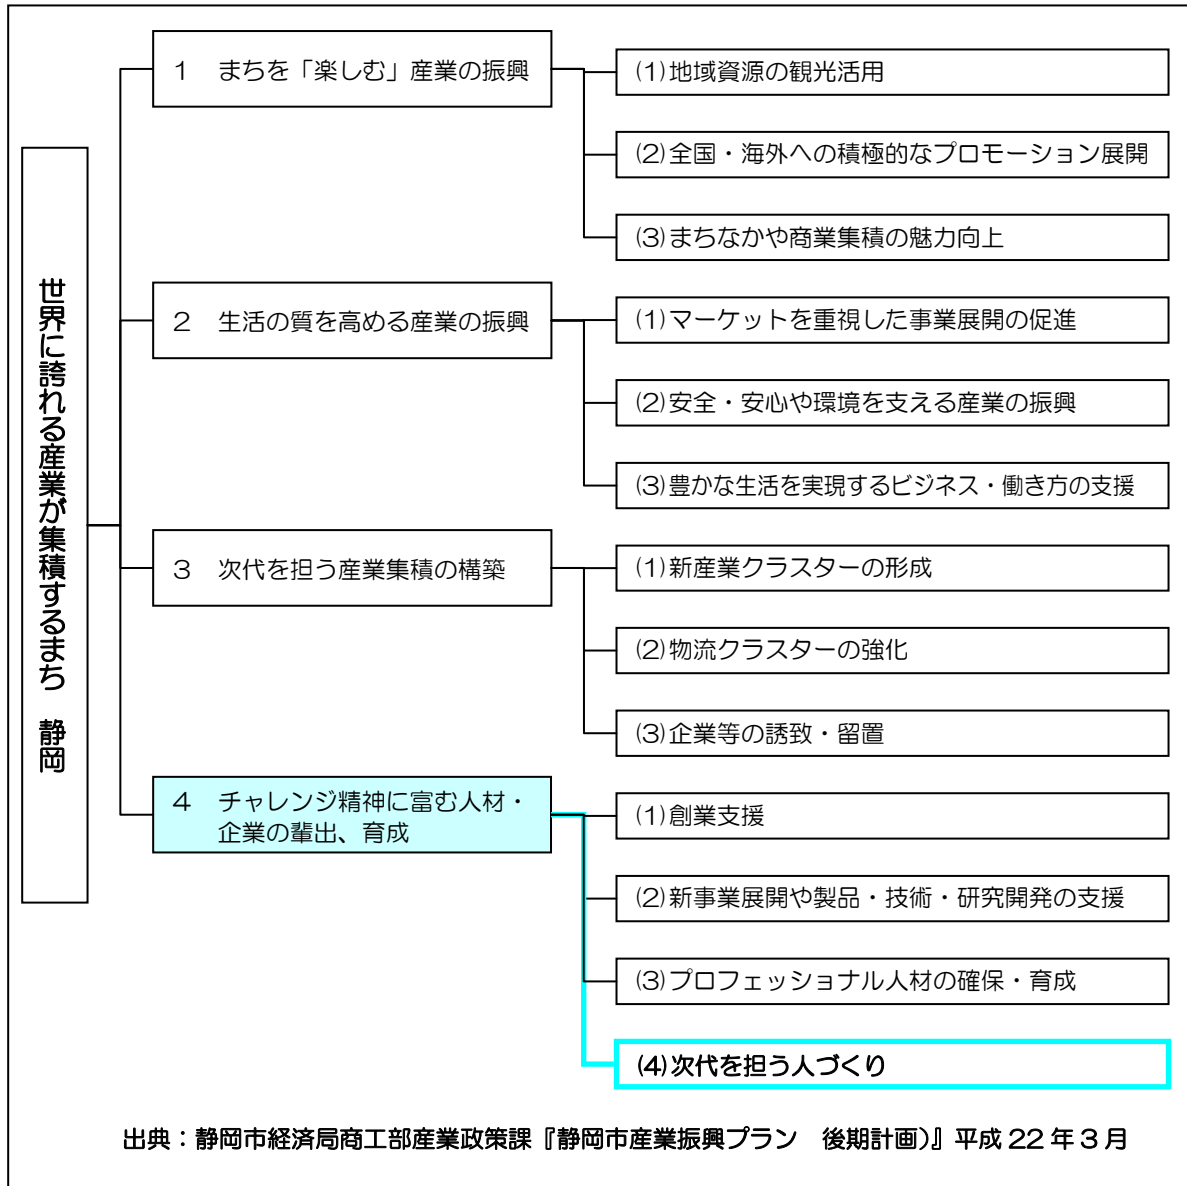 世界に誇れる産業が集積するまち　静岡
1　まちを「楽しむ」産業の振興
(1)地域資源の観光活用
(2)全国・海外への積極的なプロモーション展開
(3)まちなかや商業集積の魅力向上
2　生活の質を高める産業の振興
(1)マーケットを重視した事業展開の促進
(2)安全・安心や環境を支える産業の振興
(3)豊かな生活を実現するビジネス・働き方の支援
3　次代を担う産業集積の構築
(1)新産業クラスターの形成
(2)物流クラスターの強化
(3)企業等の誘致・留置
4　チャレンジ精神に富む人材・
企業の輩出、育成
(1)創業支援
(2)新事業展開や製品・技術・研究開発の支援
(3)プロフェッショナル人材の確保・育成
(4)次代を担う人づくり
出典：静岡市経済局商工部産業政策課『静岡市産業振興プラン　後期計画)』平成 22 年 3 月